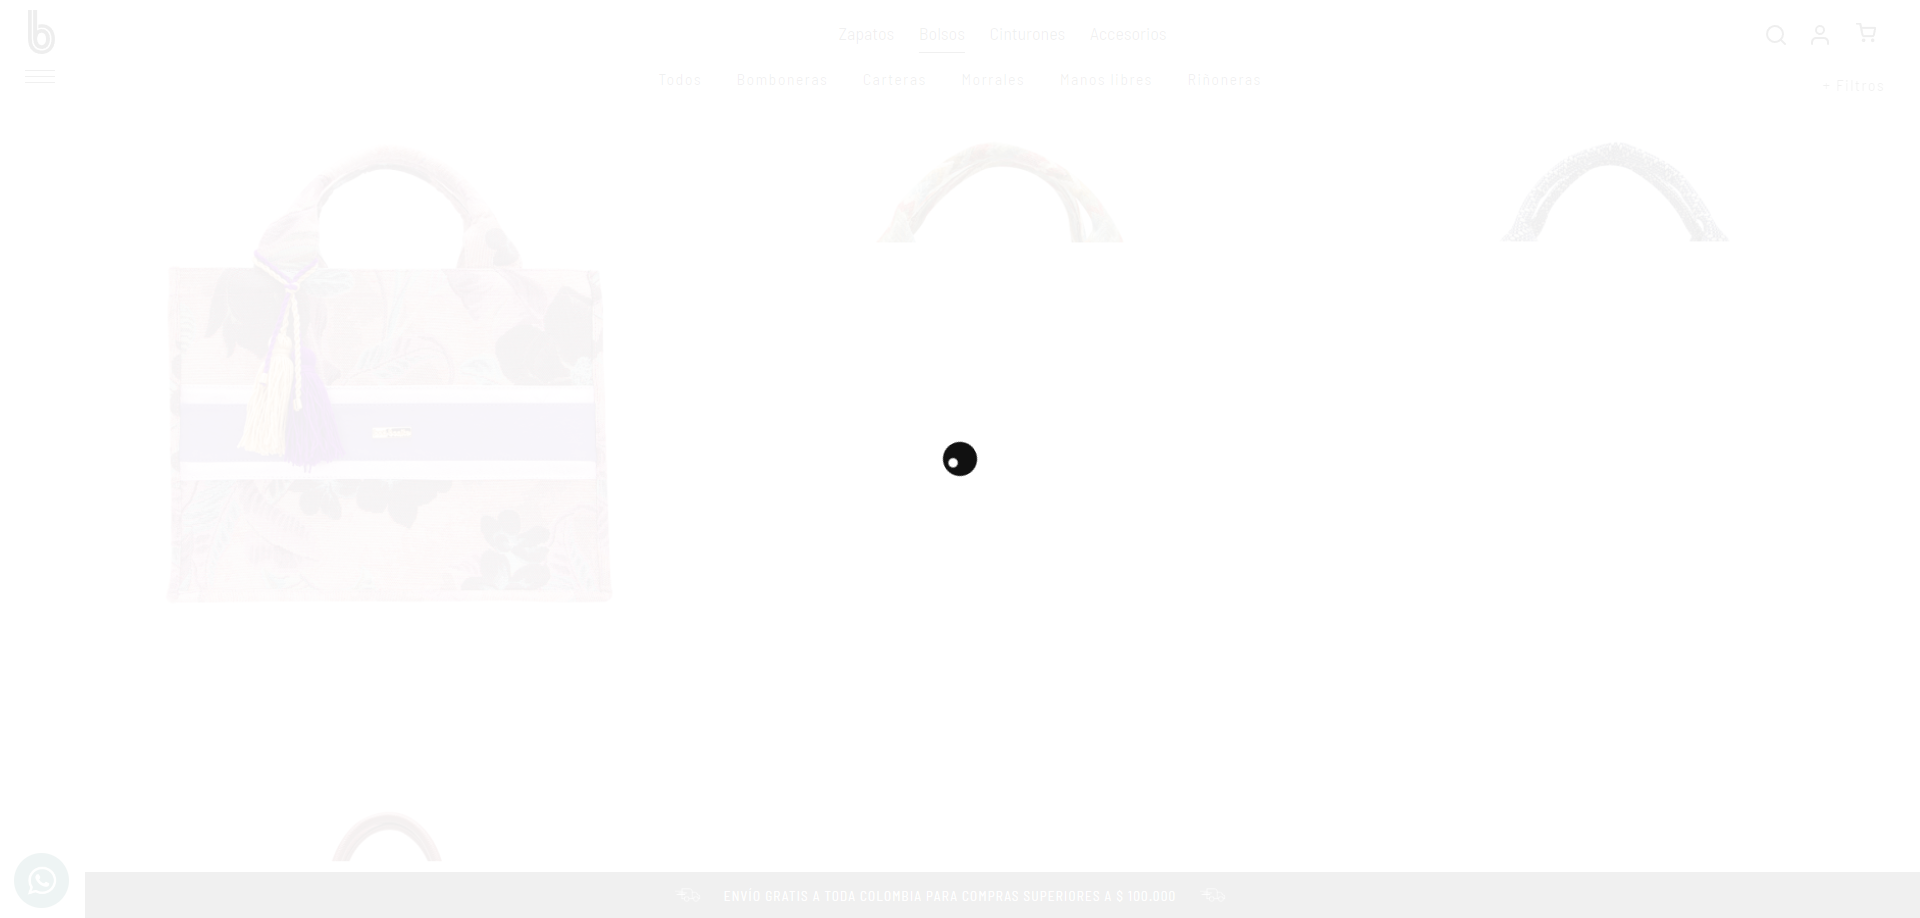 b
Zapatos Bolsos Cinturones Accesorios
Todos Bomboneras Carteras Morrales Manos libres Riñoneras
+ Filtros
ENVÍO GRATIS A TODA COLOMBIA PARA COMPRAS SUPERIORES A $ 100.000